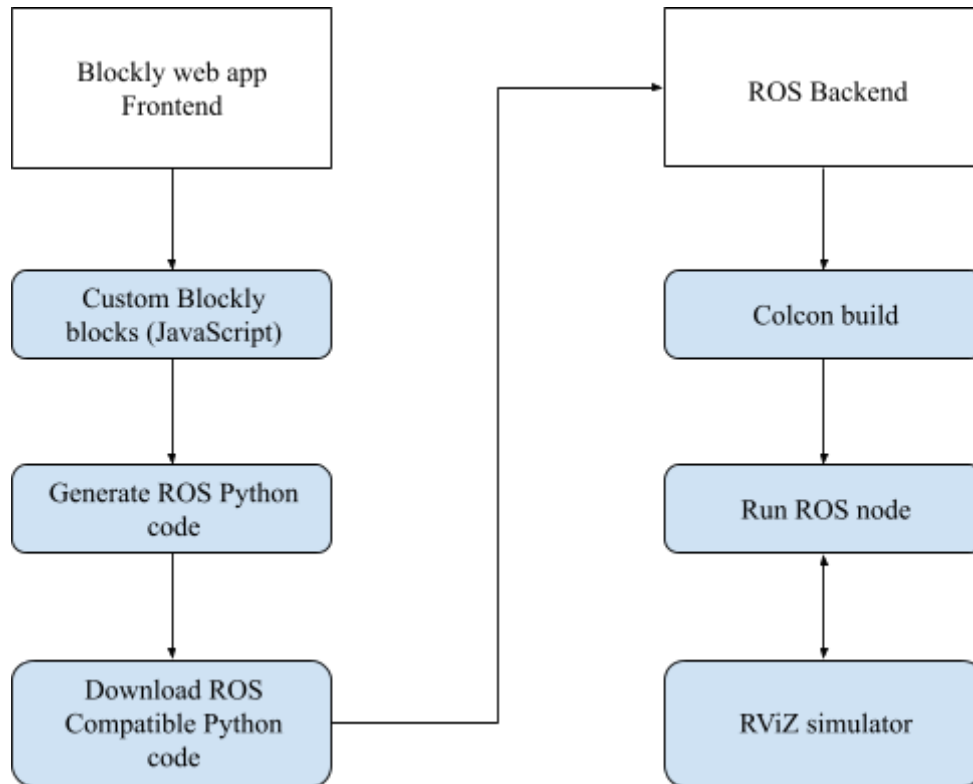 Blockly web app
Frontend
Custom Blockly
blocks (JavaScript)
Generate ROS Python
code
Download ROS
Compatible Python
code
ROS Backend
Colcon build
Run ROS node
RViZ simulator